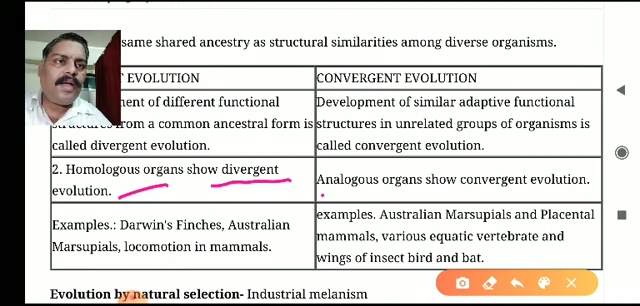 same shared ancestry as structural similarities among diverse organisms.
EVOLUTION
CONVERGENT EVOLUTION
ment of different functional
structures from a common ancestral form is
called divergent evolution.
Development of similar adaptive functional
structures in unrelated groups of organisms is
called convergent evolution.
2. Homologous organs show divergent
evolution.
Analogous organs show convergent evolution.
Examples.: Darwin's Finches, Australian
Marsupials, locomotion in mammals.
examples. Australian Marsupials and Placental
mammals, various equatic vertebrate and
wings of insect bird and bat.
Evolution by natural selection- Industrial melanism